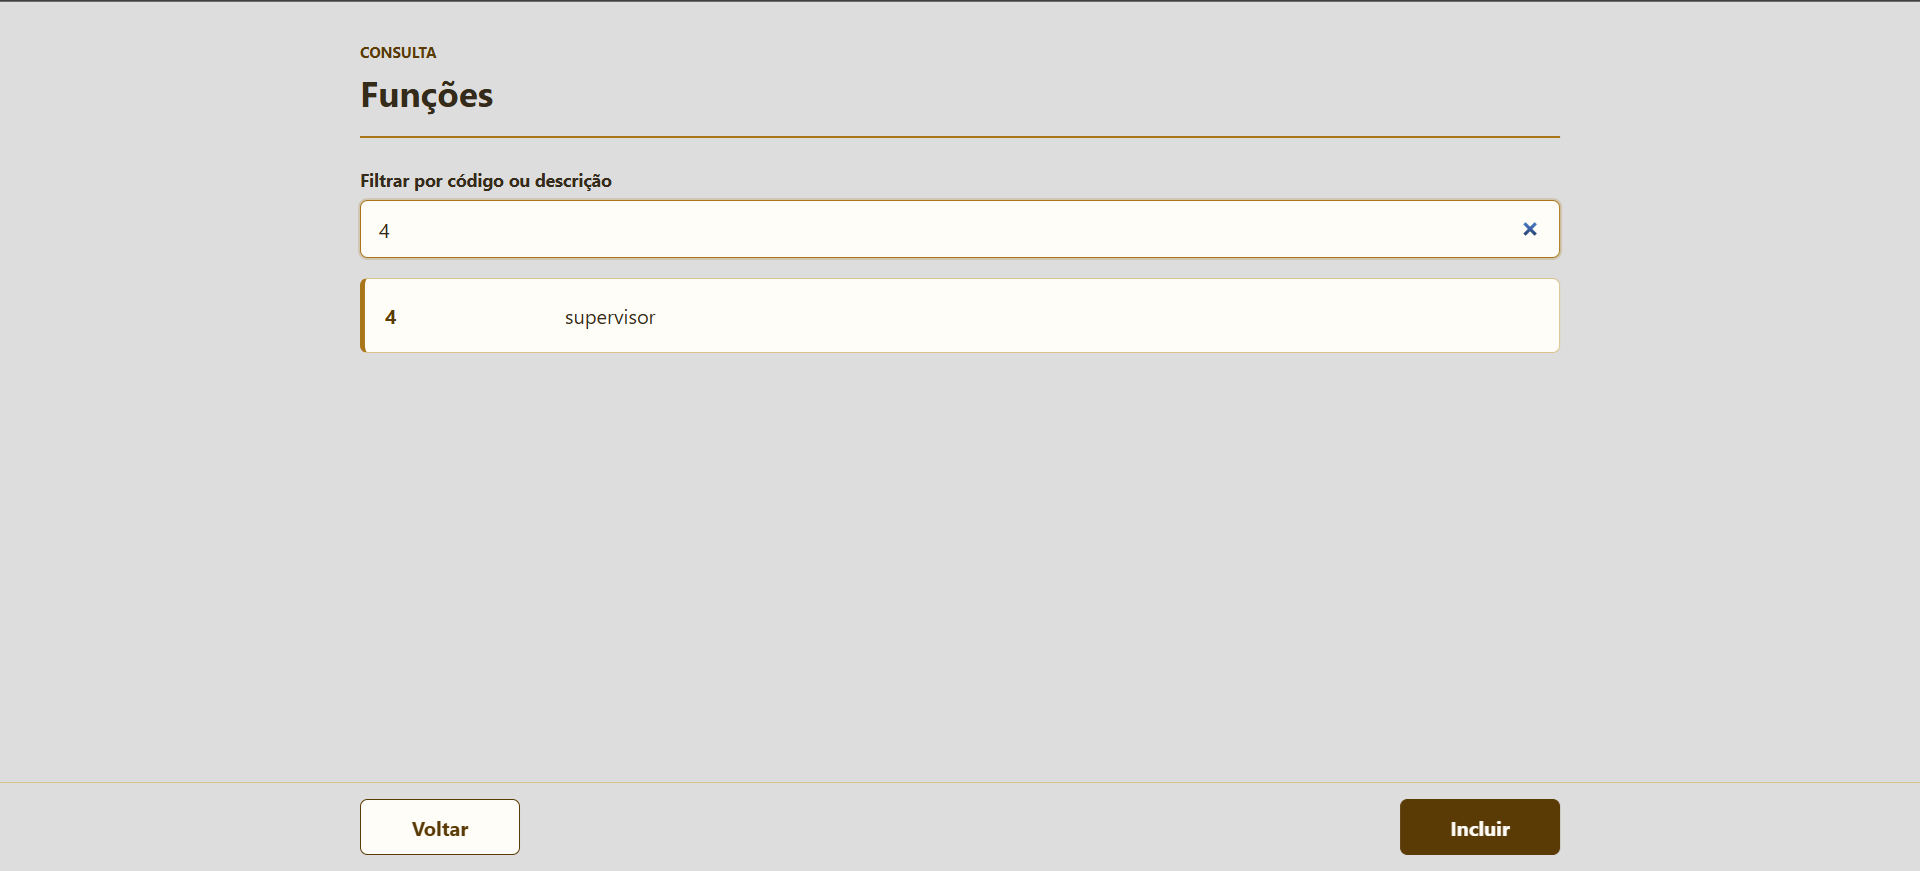 CONSULTA
Funções
Filtrar por código ou descrição
4
4 supervisor
Voltar Incluir